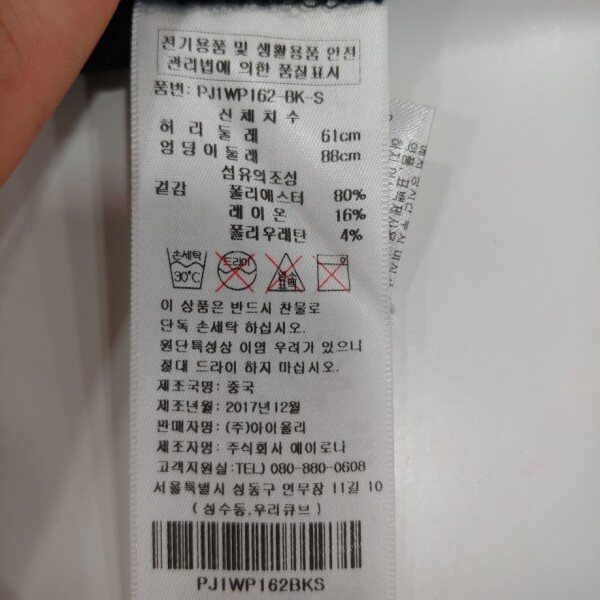 전기용품 및 생활용품 안전
관리법에 의한 품질표시
품번: PJ1WP162-BK-S
신체치수
허 리 둘 레 61cm
엉덩이둘레 88cm
섬유의조성
겉감 폴리에스터 80%
레이온 16%
폴리우레탄 4%
손세탁 드라이 염소표백
30°C
이 상품은 반드시 찬물로
단독 손세탁 하십시오.
원단특성상 이염 우려가 있으니
절대 드라이 하지 마십시오.
제조국명: 중국
제조년월: 2017년12월
판매자명: (주)아이올리
제조자명: 주식회사 에이로나
고객지원실:TEL) 080-880-0608
서울특별시 성동구 연무장 11길 10
(성수동,우리큐브)
PJ1WP162BKS